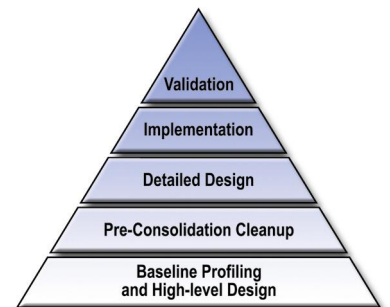 Validation
Implementation
Detailed Design
Pre-Consolidation Cleanup
Baseline Profiling
and High-level Design